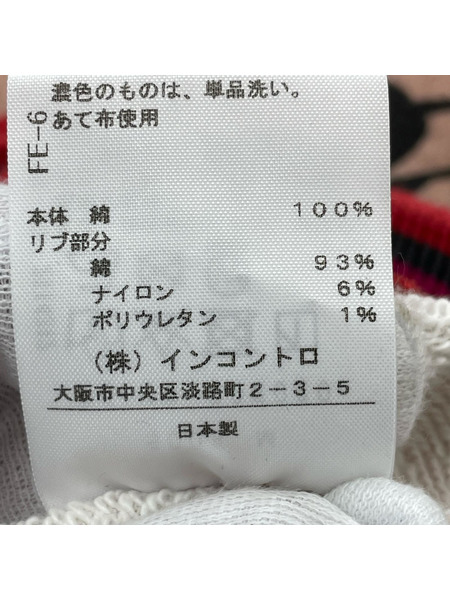 濃色のものは、単品洗い。
あて布使用
FE-6
本体 綿 100%
リブ部分
綿 93%
ナイロン 6%
ポリウレタン 1%
(株)インコントロ
大阪市中央区淡路町2-3-5
日本製